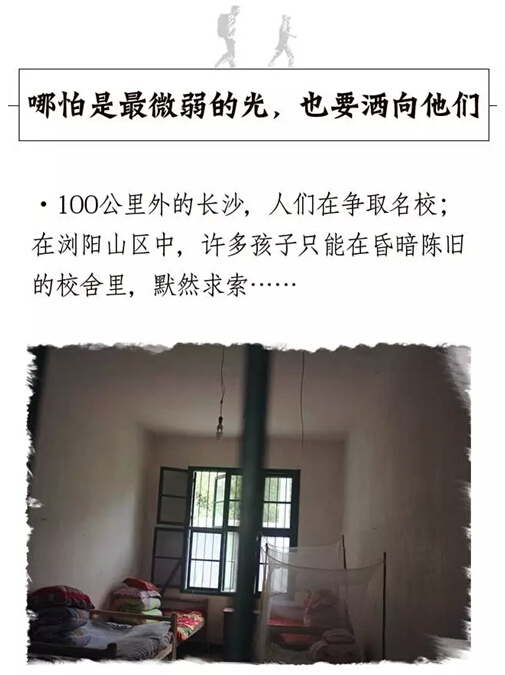 哪怕是最微弱的光，也要洒向他们
·100公里外的长沙，人们在争取名校；
在浏阳山区中，许多孩子只能在昏暗陈旧
的校舍里，默然求索……